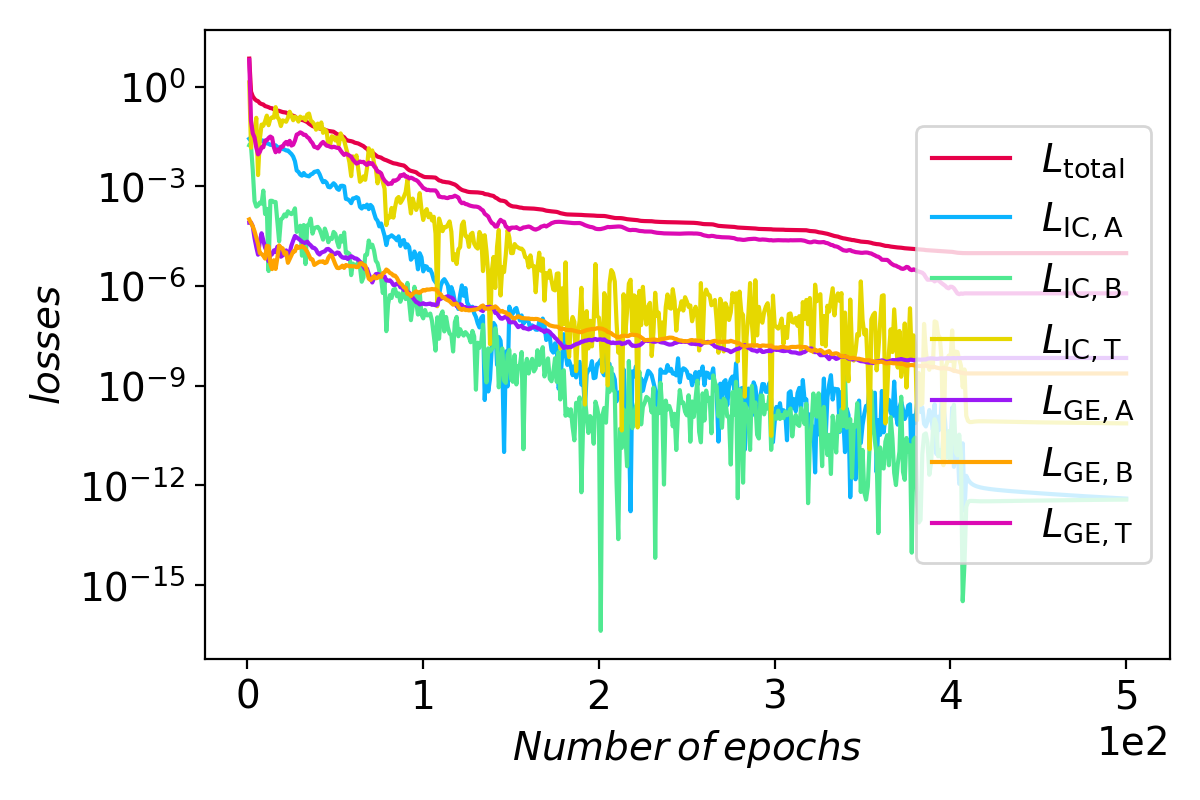 10^0
10^-3
10^-6
10^-9
10^-12
10^-15
losses
L_total
L_IC, A
L_IC, B
L_IC, T
L_GE, A
L_GE, B
L_GE, T
0 1 2 3 4 5
1e2
Number of epochs